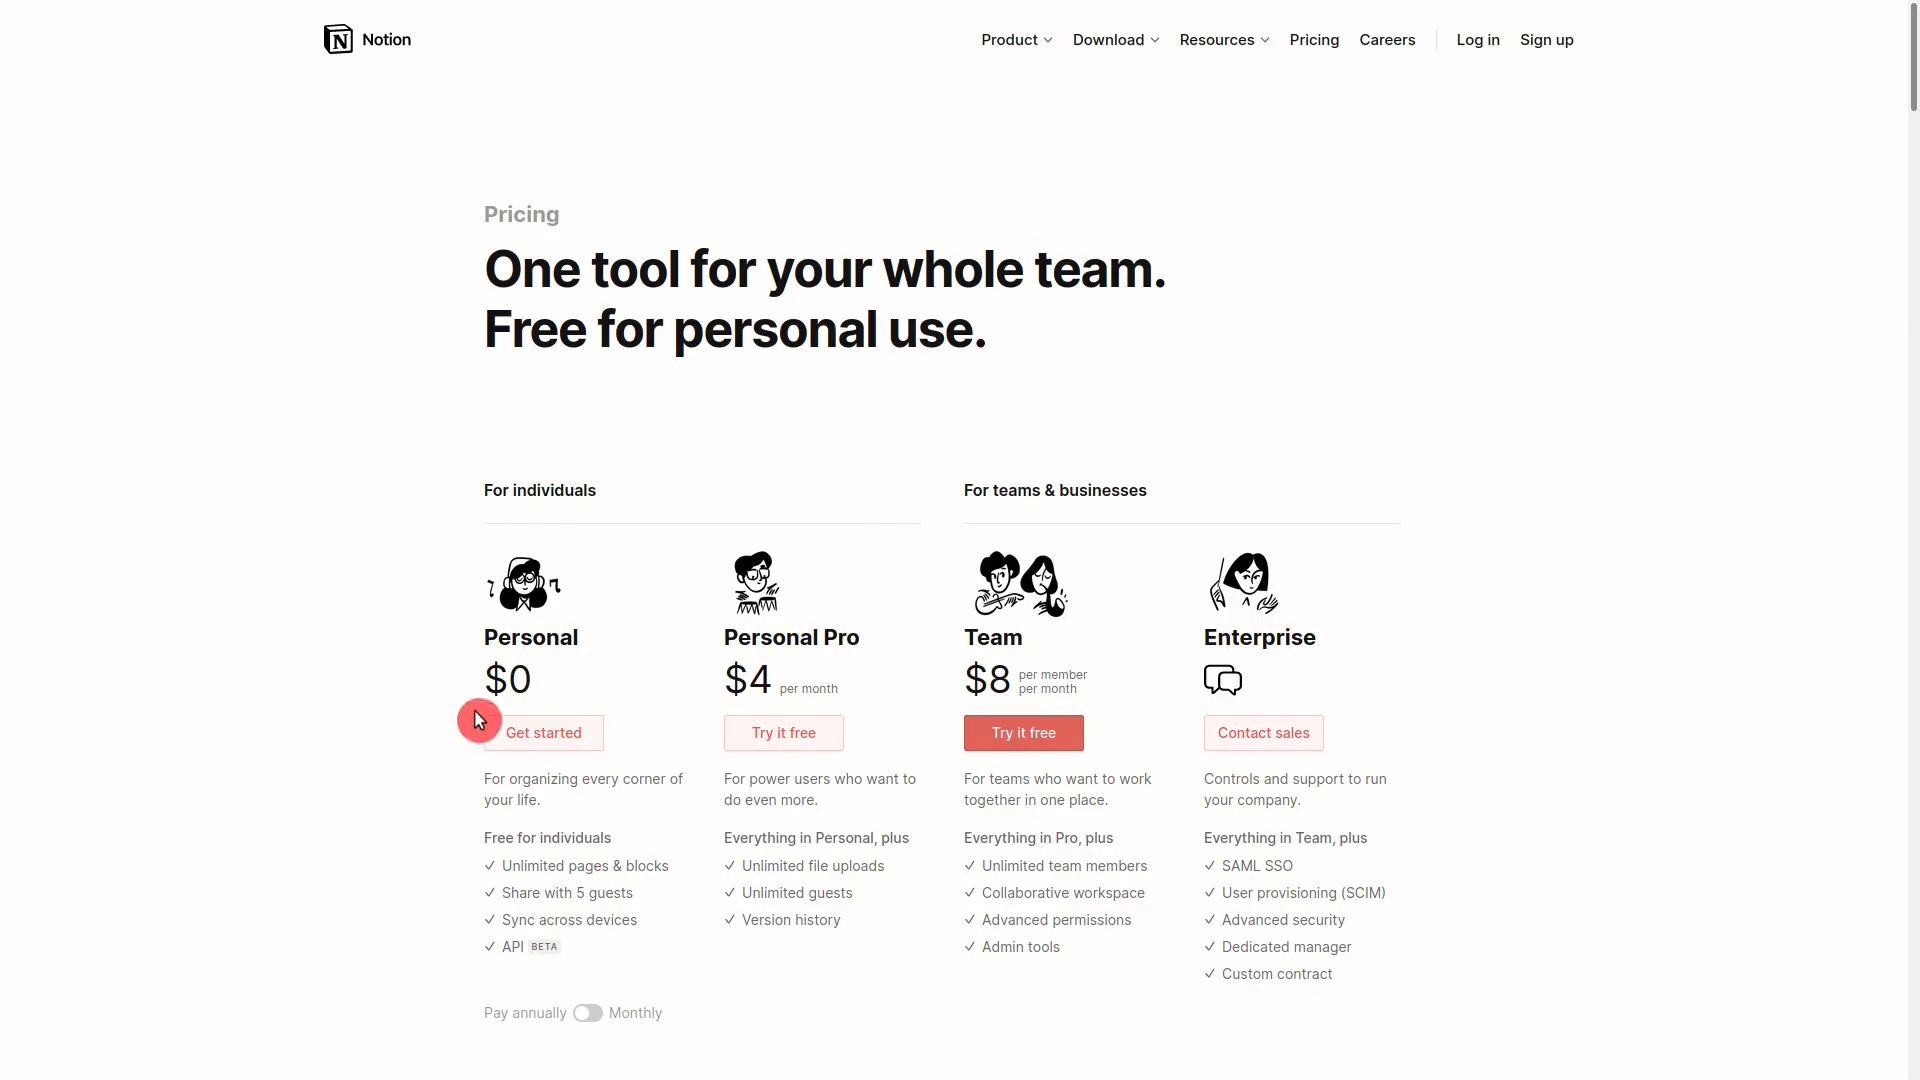 Notion
Product
Download
Resources
Pricing
Careers
Log in
Sign up
Pricing
One tool for your whole team.
Free for personal use.
For individuals
For teams & businesses
Personal
$0
Get started
For organizing every corner of
your life.
Free for individuals
✓ Unlimited pages & blocks
✓ Share with 5 guests
✓ Sync across devices
✓ API BETA
Personal Pro
$4 per month
Try it free
For power users who want to
do even more.
Everything in Personal, plus
✓ Unlimited file uploads
✓ Unlimited guests
✓ Version history
Team
$8 per member
per month
Try it free
For teams who want to work
together in one place.
Everything in Pro, plus
✓ Unlimited team members
✓ Collaborative workspace
✓ Advanced permissions
✓ Admin tools
Enterprise
Contact sales
Controls and support to run
your company.
Everything in Team, plus
✓ SAML SSO
✓ User provisioning (SCIM)
✓ Advanced security
✓ Dedicated manager
✓ Custom contract
Pay annually Monthly